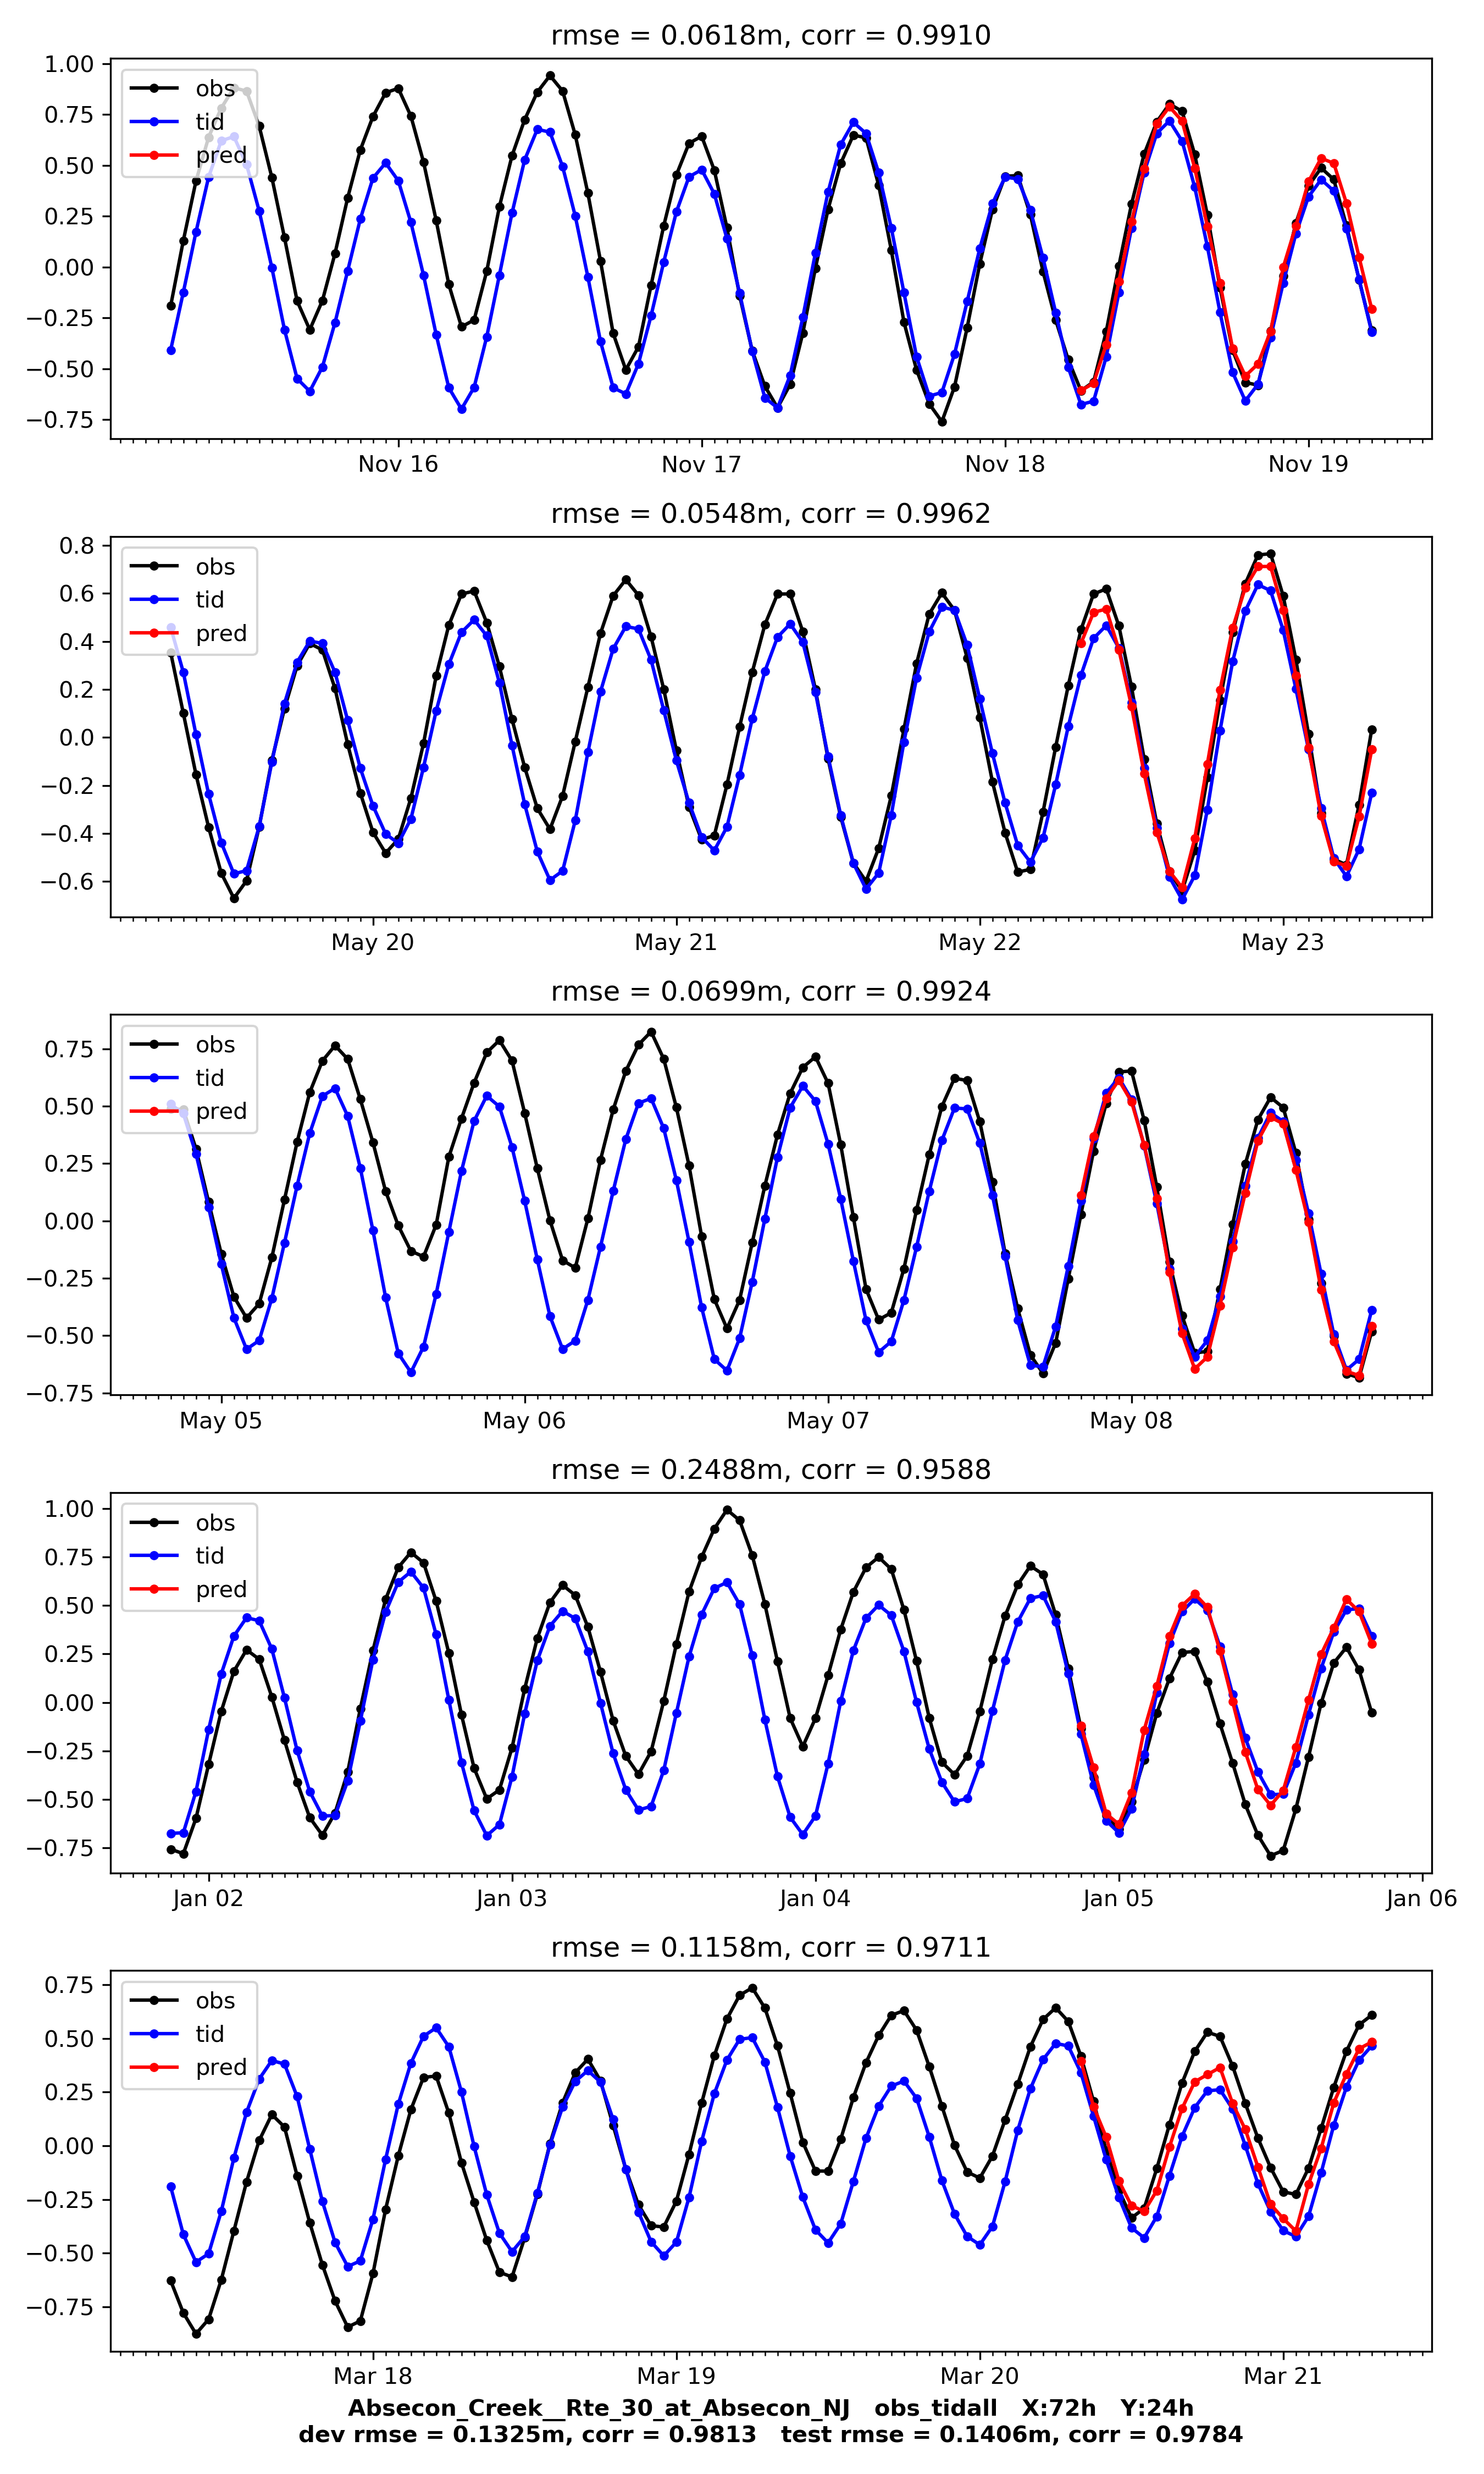 rmse = 0.0618m, corr = 0.9910
1.00
0.75
0.50
0.25
0.00
−0.25
−0.50
−0.75
obs
tid
pred
Nov 16 Nov 17 Nov 18 Nov 19
rmse = 0.0548m, corr = 0.9962
0.8
0.6
0.4
0.2
0.0
−0.2
−0.4
−0.6
obs
tid
pred
May 20 May 21 May 22 May 23
rmse = 0.0699m, corr = 0.9924
0.75
0.50
0.25
0.00
−0.25
−0.50
−0.75
obs
tid
pred
May 05 May 06 May 07 May 08
rmse = 0.2488m, corr = 0.9588
1.00
0.75
0.50
0.25
0.00
−0.25
−0.50
−0.75
obs
tid
pred
Jan 02 Jan 03 Jan 04 Jan 05 Jan 06
rmse = 0.1158m, corr = 0.9711
0.75
0.50
0.25
0.00
−0.25
−0.50
−0.75
obs
tid
pred
Mar 18 Mar 19 Mar 20 Mar 21
Absecon_Creek__Rte_30_at_Absecon_NJ obs_tidall X:72h Y:24h
dev rmse = 0.1325m, corr = 0.9813 test rmse = 0.1406m, corr = 0.9784